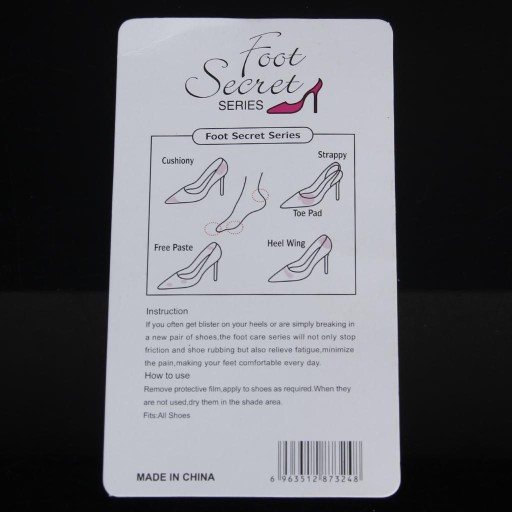 Foot
Secret
SERIES
Foot Secret Series
Cushiony
Strappy
Toe Pad
Free Paste
Heel Wing
Instruction
If you often get blister on your heels or are simply breaking in
a new pair of shoes,the foot care series will not only stop
friction and shoe rubbing but also relieve fatigue,minimize
the pain,making your feet comfortable every day.
How to use
Remove protective film,apply to shoes as required.When they
are not used,dry them in the shade area.
Fits:All Shoes
MADE IN CHINA
6 963512 873248